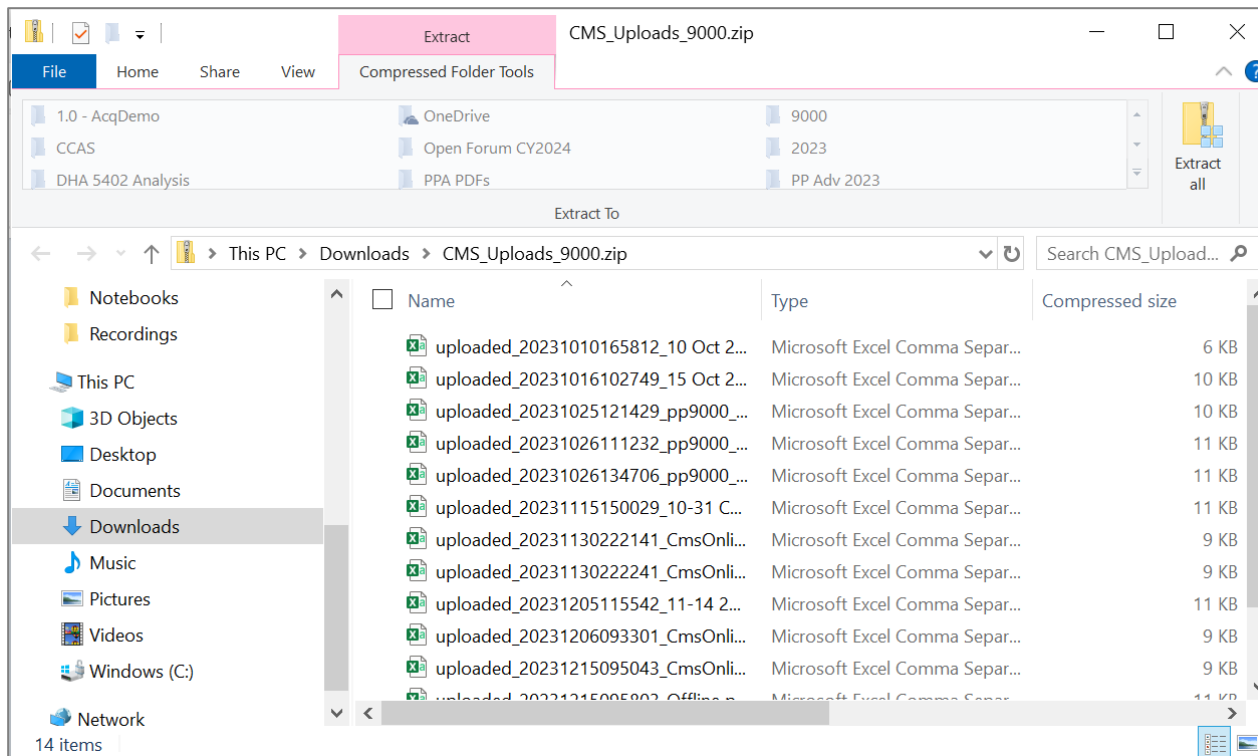 Extract CMS_Uploads_9000.zip
File Home Share View Compressed Folder Tools
1.0 - AcqDemo OneDrive 9000
CCAS Open Forum CY2024 2023
DHA 5402 Analysis PPA PDFs PP Adv 2023
Extract all
Extract To
This PC > Downloads > CMS_Uploads_9000.zip Search CMS_Upload...
Notebooks
Recordings
This PC
3D Objects
Desktop
Documents
Downloads
Music
Pictures
Videos
Windows (C:)
Network
Name Type Compressed size
uploaded_20231010165812_10 Oct 2... Microsoft Excel Comma Separ... 6 KB
uploaded_20231016102749_15 Oct 2... Microsoft Excel Comma Separ... 10 KB
uploaded_20231025121429_pp9000_... Microsoft Excel Comma Separ... 10 KB
uploaded_20231026111232_pp9000_... Microsoft Excel Comma Separ... 11 KB
uploaded_20231026134706_pp9000_... Microsoft Excel Comma Separ... 11 KB
uploaded_20231115150029_10-31 C... Microsoft Excel Comma Separ... 11 KB
uploaded_20231130222141_CmsOnli... Microsoft Excel Comma Separ... 9 KB
uploaded_20231130222241_CmsOnli... Microsoft Excel Comma Separ... 9 KB
uploaded_20231205115542_11-14 2... Microsoft Excel Comma Separ... 11 KB
uploaded_20231206093301_CmsOnli... Microsoft Excel Comma Separ... 9 KB
uploaded_20231215095043_CmsOnli... Microsoft Excel Comma Separ... 9 KB
Microsoft Excel Comma Separ... 11 KB
14 items